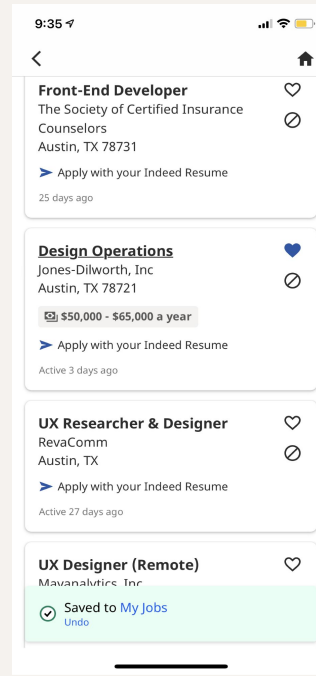 9:35
Front-End Developer
The Society of Certified Insurance
Counselors
Austin, TX 78731
Apply with your Indeed Resume
25 days ago
Design Operations
Jones-Dilworth, Inc
Austin, TX 78721
$50,000 - $65,000 a year
Apply with your Indeed Resume
Active 3 days ago
UX Researcher & Designer
RevaComm
Austin, TX
Apply with your Indeed Resume
Active 27 days ago
UX Designer (Remote)
Mavanalytics, Inc
Saved to My Jobs
Undo